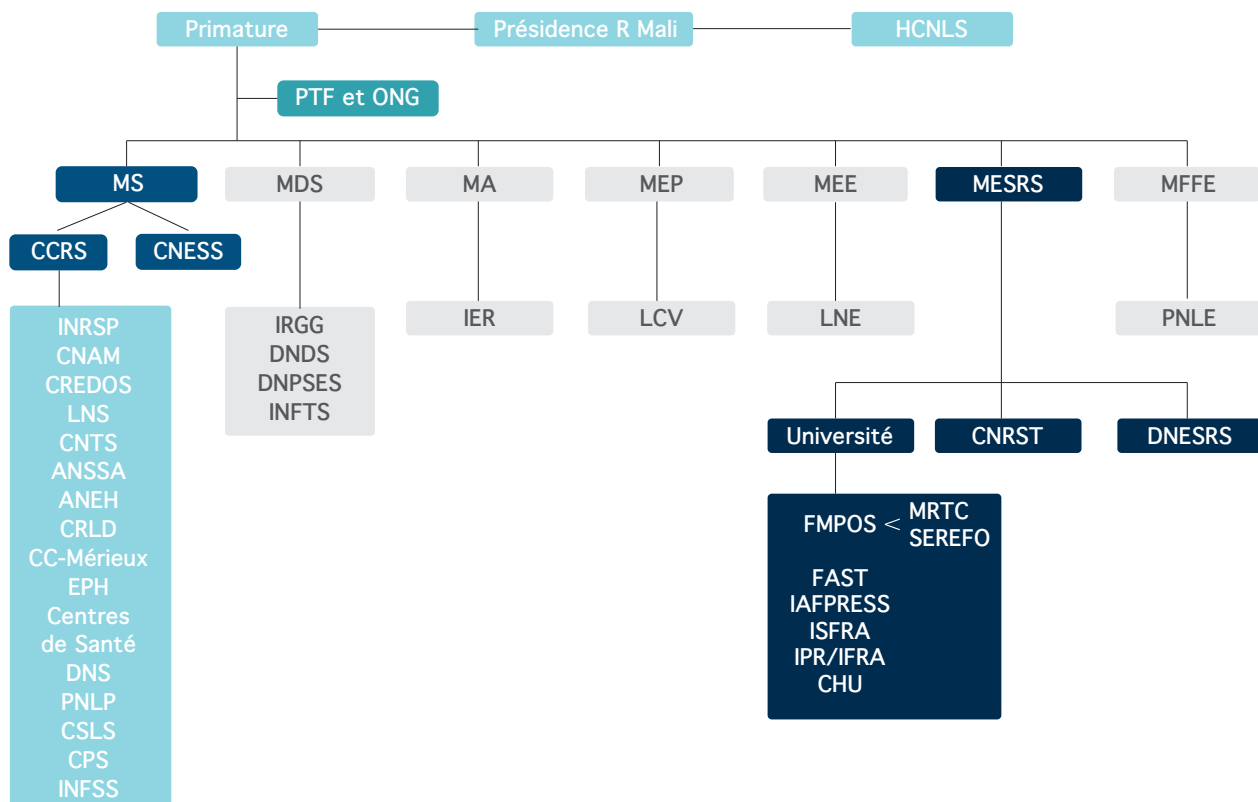 Primature
Présidence R Mali
HCNLS
PTF et ONG
MS
MDS
MA
MEP
MEE
MESRS
MFFE
CCRS
CNESS
INRSP
CNAM
CREDOS
LNS
CNTS
ANSSA
ANEH
CRLD
CC-Mérieux
EPH
Centres
de Santé
DNS
PNLP
CSLS
CPS
INFSS
IRGG
DNDS
DNPSES
INFTS
IER
LCV
LNE
PNLE
Université
CNRST
DNESRS
FMPOS < MRTC
SEREFO
FAST
IAFPRESS
ISFRA
IPR/IFRA
CHU